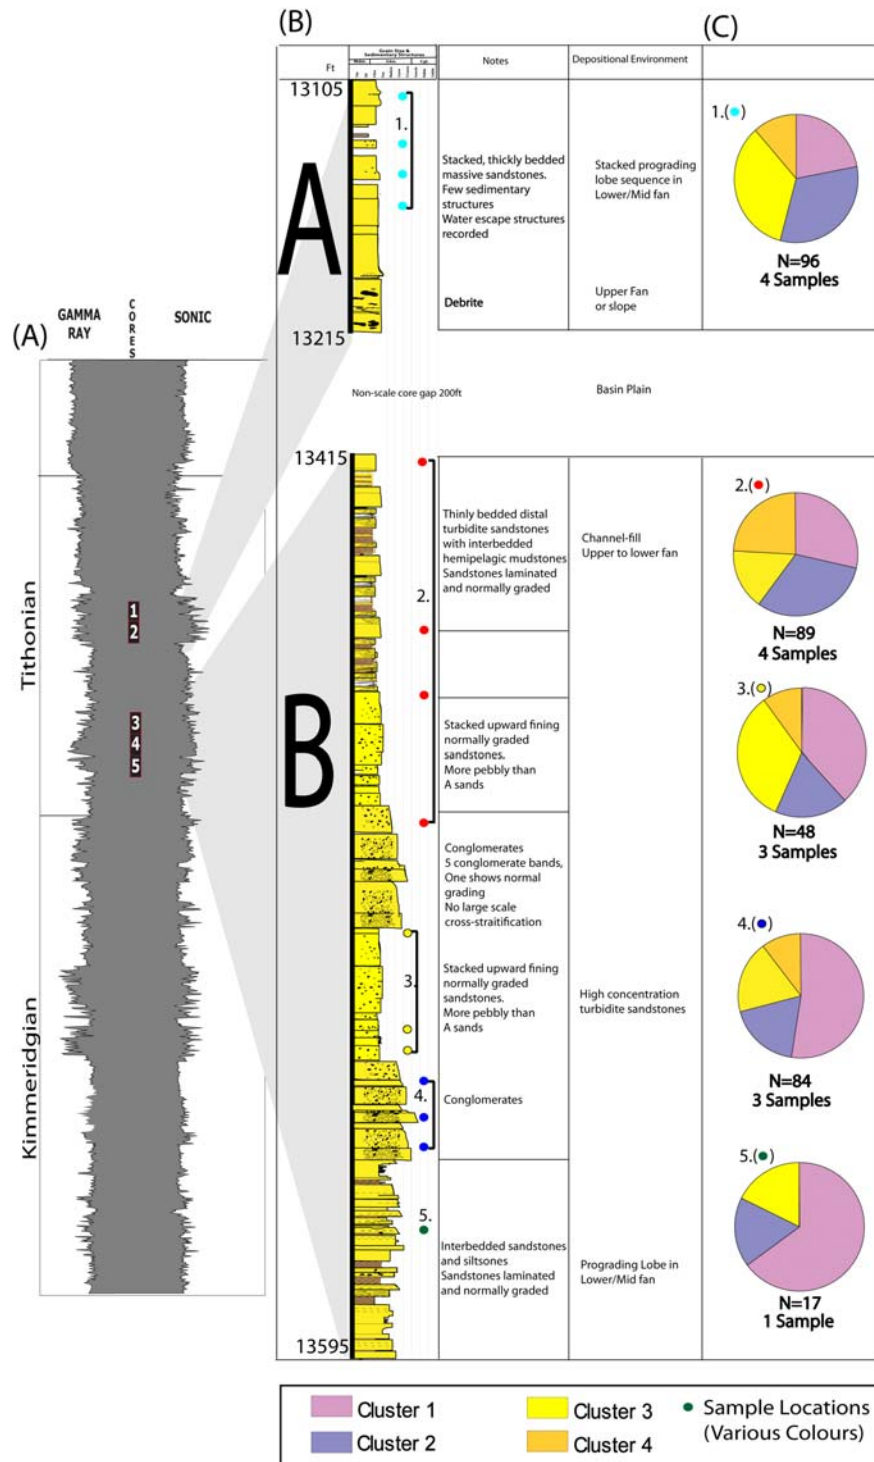 (B)
(C)
Grain Size &
Sedimentary Structures
Ft
Notes
Depositional Environment
13105
1.
A
Stacked, thickly bedded
massive sandstones.
Few sedimentary
structures
Water escape structures
recorded
Stacked prograding
lobe sequence in
Lower/Mid fan
1.( )
N=96
4 Samples
Debrite
Upper Fan
or slope
13215
(A)
GAMMA
RAY
CORES
SONIC
Non-scale core gap 200ft
Basin Plain
13415
Tithonian
1
2
3
4
5
Kimmeridgian
B
2.
Thinly bedded distal
turbidite sandstones
with interbedded
hemipelagic mudstones
Sandstones laminated
and normally graded
Channel-fill
Upper to lower fan
2.( )
N=89
4 Samples
Stacked upward fining
normally graded
sandstones.
More pebbly than
A sands
3.( )
N=48
3 Samples
Conglomerates
5 conglomerate bands,
One shows normal
grading
No large scale
cross-straitification
3.
Stacked upward fining
normally graded
sandstones.
More pebbly than
A sands
High concentration
turbidite sandstones
4.( )
N=84
3 Samples
4.
Conglomerates
5.
Interbedded sandstones
and siltsones
Sandstones laminated
and normally graded
Prograding Lobe in
Lower/Mid fan
5.( )
N=17
1 Sample
13595
Cluster 1
Cluster 3
Sample Locations
Cluster 2
Cluster 4
(Various Colours)